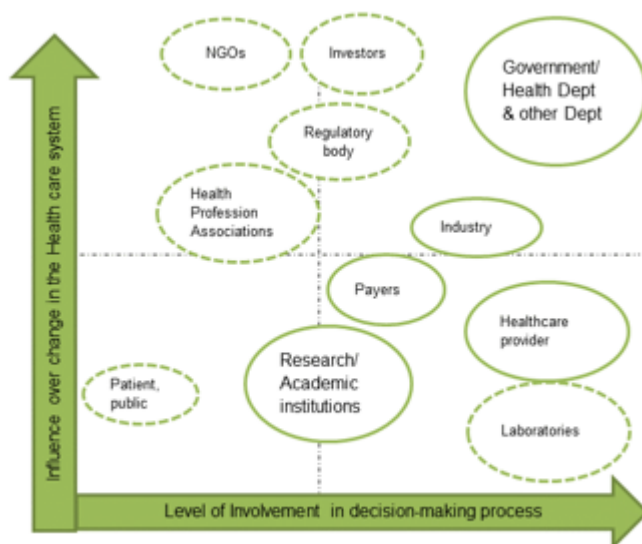 NGOs
Investors
Government/
Health Dept
& other Dept
Regulatory
body
Health
Profession
Associations
Industry
Payers
Healthcare
provider
Research/
Academic
institutions
Patient,
public
Laboratories
Influence over change in the Health care system
Level of Involvement in decision-making process